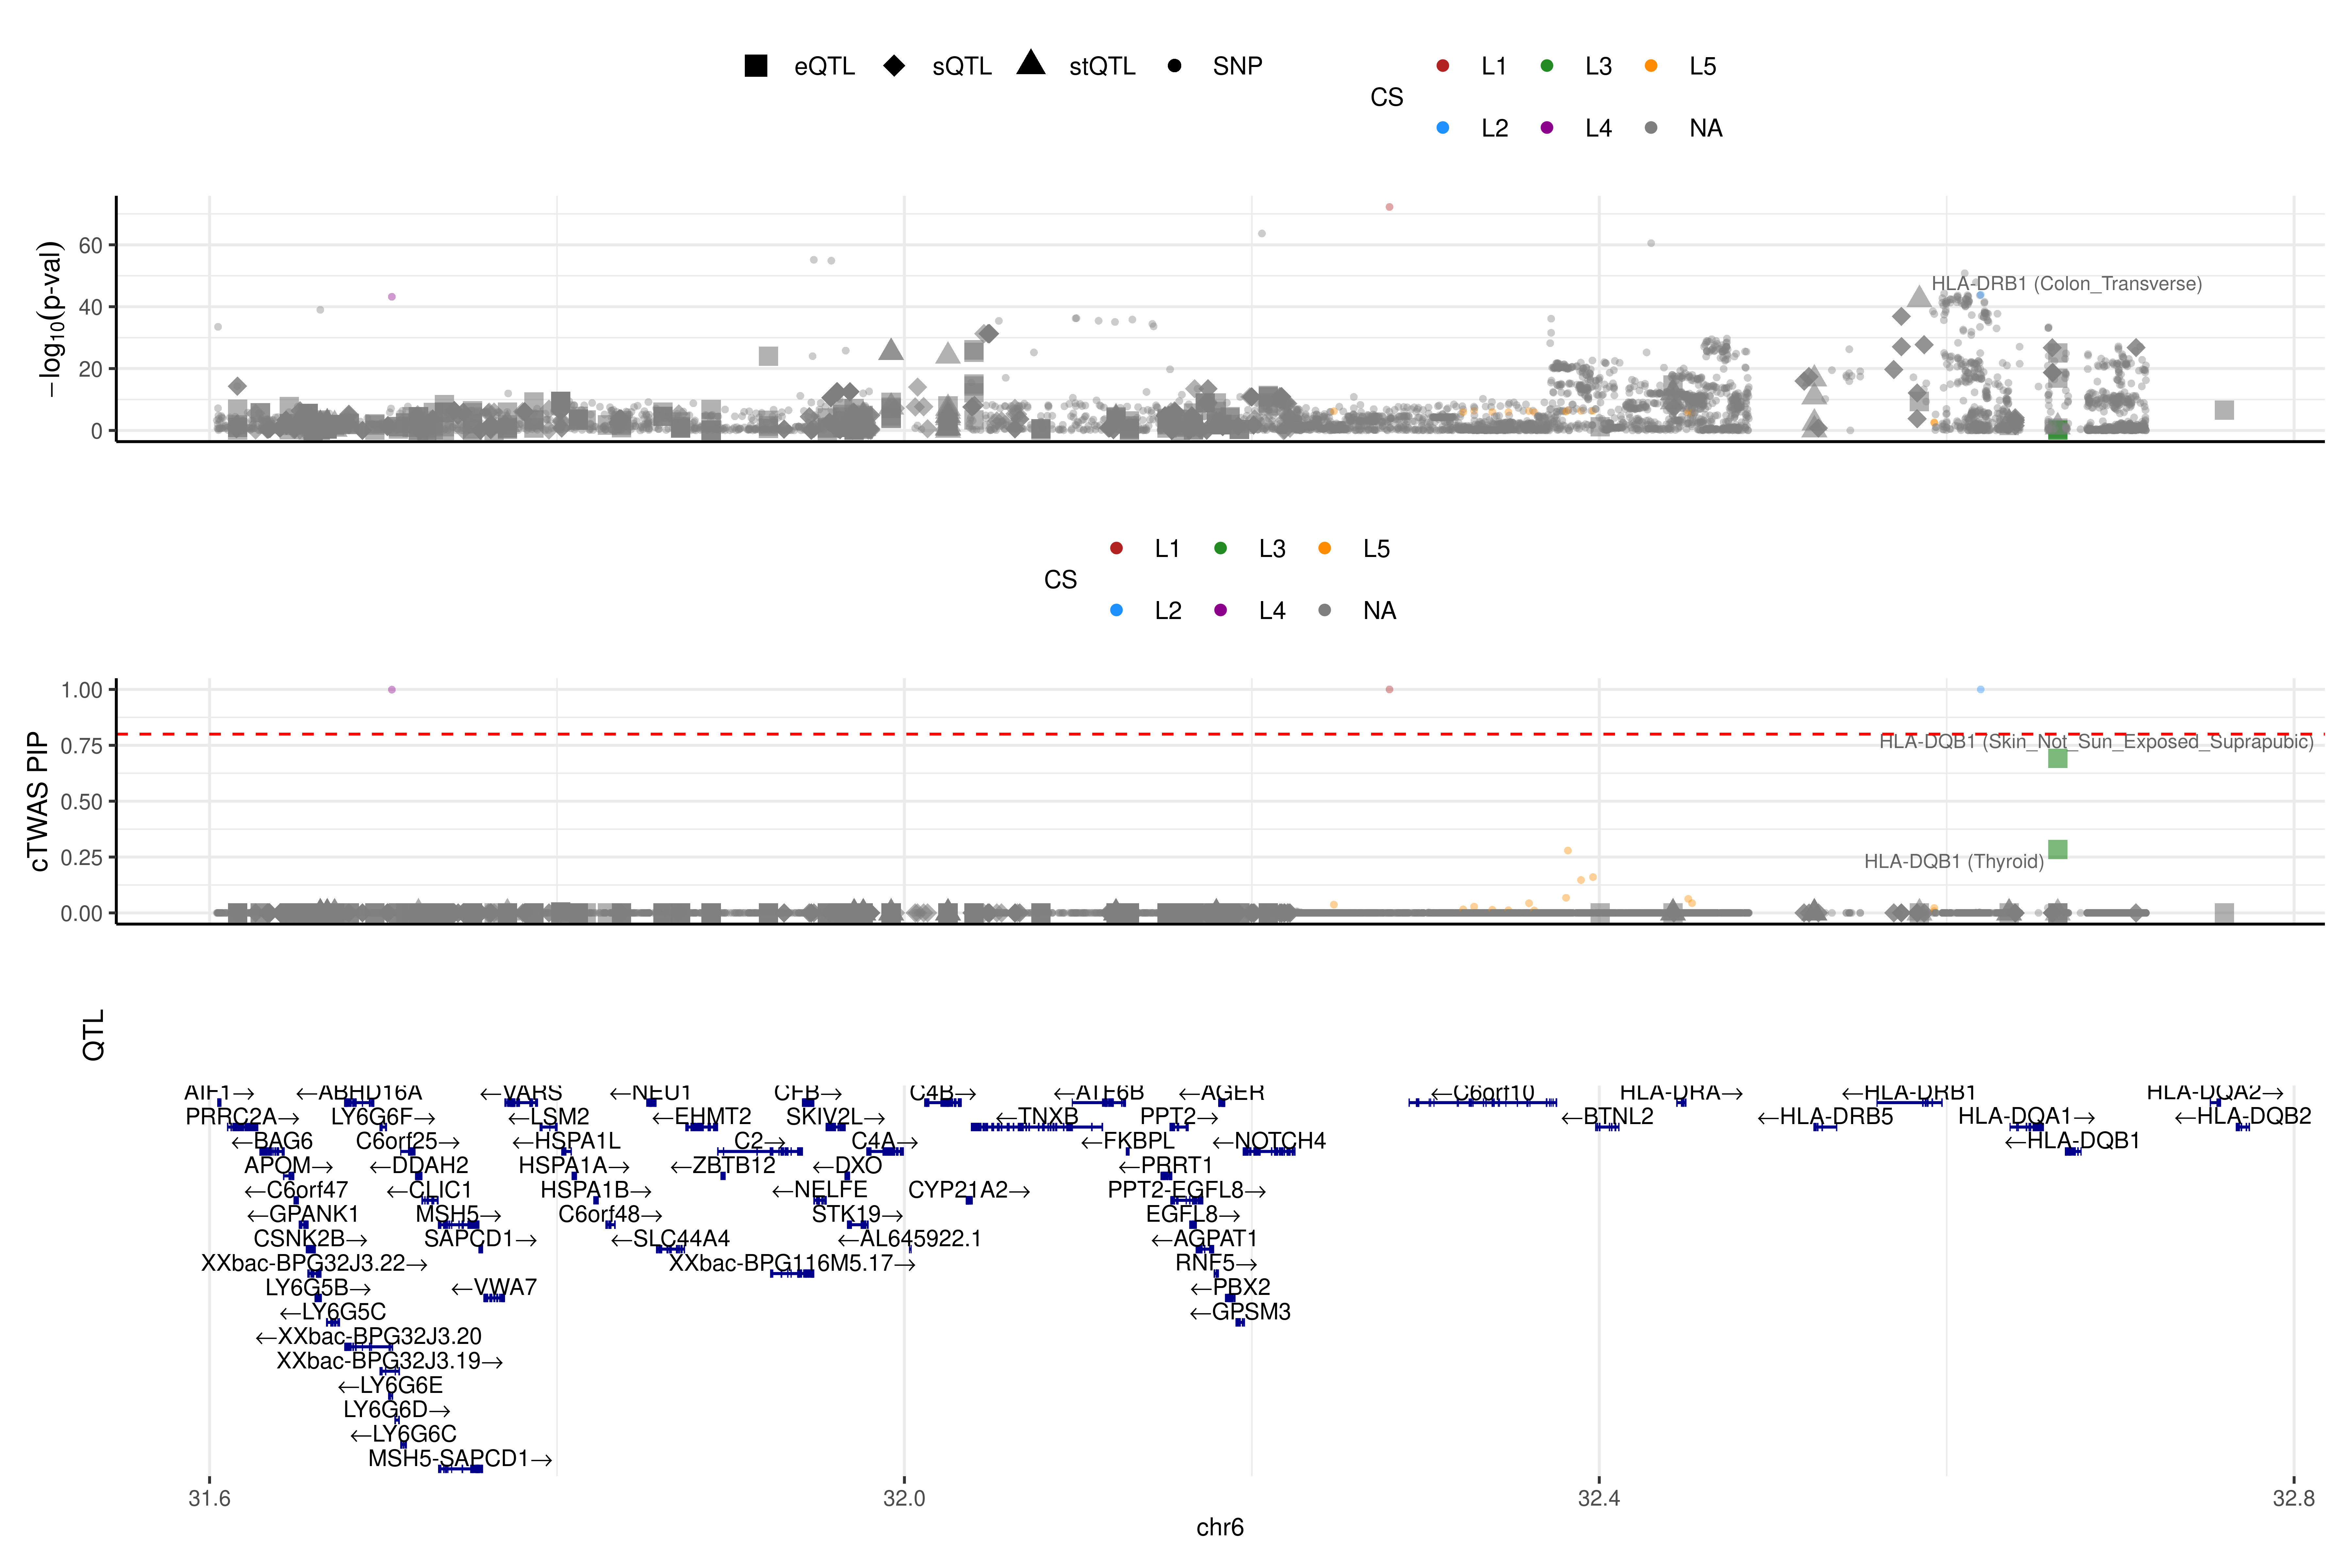 eQTL sQTL stQTL SNP
CS
L1 L3 L5
L2 L4 NA
−log10(p-val)
60
40
20
0
HLA-DRB1 (Colon_Transverse)
CS
L1 L3 L5
L2 L4 NA
cTWAS PIP
1.00
0.75
0.50
0.25
0.00
HLA-DQB1 (Skin_Not_Sun_Exposed_Suprapubic)
HLA-DQB1 (Thyroid)
QTL
AIF1→ ←ABHD16A ←VARS ←NEU1 CFB→ C4B→ ←ATF6B ←AGER ←C6orf10 HLA-DRA→ ←HLA-DRB1 HLA-DQA2→
PRRC2A→ LY6G6F→ ←LSM2 ←EHMT2 SKIV2L→ ←TNXB PPT2→ ←BTNL2 ←HLA-DRB5 HLA-DQA1→ ←HLA-DQB2
←BAG6 C6orf25→ ←HSPA1L C2→ C4A→ ←FKBPL ←NOTCH4 ←HLA-DQB1
APOM→ ←DDAH2 HSPA1A→ ←ZBTB12 ←DXO ←PRRT1
←C6orf47 ←CLIC1 HSPA1B→ ←NELFE CYP21A2→ PPT2-EGFL8→
←GPANK1 MSH5→ C6orf48→ STK19→ EGFL8→
CSNK2B→ SAPCD1→ ←SLC44A4 ←AL645922.1 ←AGPAT1
XXbac-BPG32J3.22→ XXbac-BPG116M5.17→ RNF5→
LY6G5B→ ←VWA7 ←PBX2
←LY6G5C ←GPSM3
←XXbac-BPG32J3.20
XXbac-BPG32J3.19→
←LY6G6E
LY6G6D→
←LY6G6C
MSH5-SAPCD1→
31.6 32.0 32.4 32.8
chr6